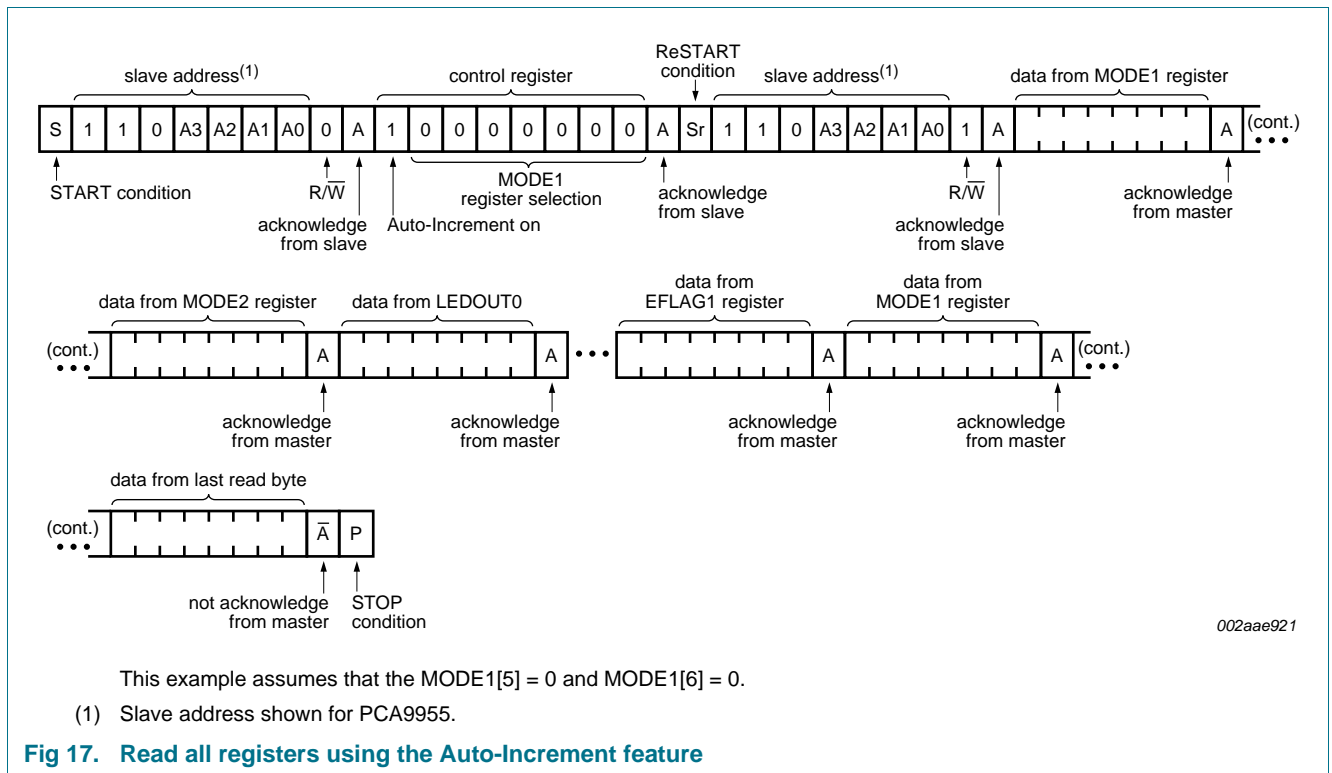 ReSTART
condition
slave address(1) control register slave address(1) data from MODE1 register
S 1 1 0 A3 A2 A1 A0 0 A 1 0 0 0 0 0 0 0 A Sr 1 1 0 A3 A2 A1 A0 1 A A (cont.)
START condition R/W̅ MODE1 register selection acknowledge from slave R/W̅ acknowledge from master
acknowledge from slave Auto-Increment on acknowledge from slave
data from MODE2 register data from LEDOUT0 data from EFLAG1 register data from MODE1 register
(cont.) A A A A (cont.)
acknowledge acknowledge acknowledge acknowledge
from master from master from master from master
data from last read byte
(cont.) A̅ P
not acknowledge STOP
from master condition
002aae921
This example assumes that the MODE1[5] = 0 and MODE1[6] = 0.
(1) Slave address shown for PCA9955.
Fig 17. Read all registers using the Auto-Increment feature